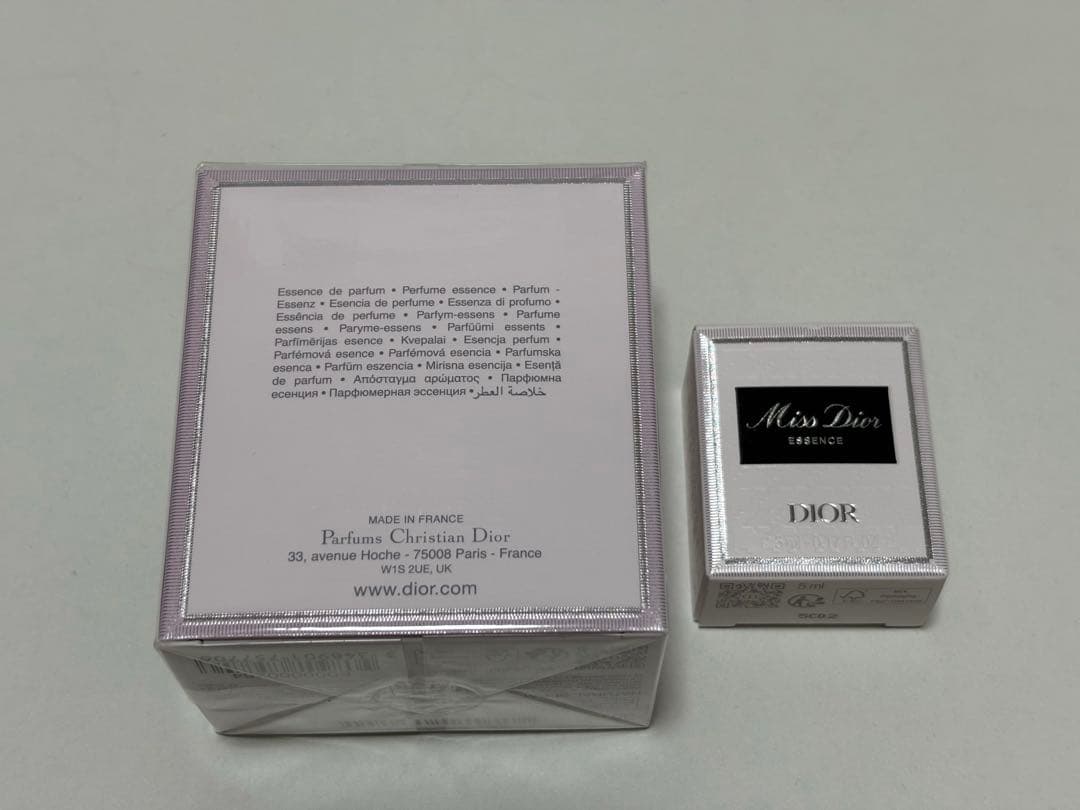 Essence de parfum • Perfume essence • Parfum -
Essenz • Esencia de perfume • Essenza di profumo •
Essência de perfume • Parfym-essens • Parfume
essens • Paryme-essens • Parfüümi essents •
Parfīmērijas esence • Kvepalai • Esencja perfum •
Parfémová esence • Parfémová esencia • Parfumska
esenca • Parfüm eszencia • Mirisna esencija • Esență
de parfum • Απόσταγμα αρώματος • Парфюмна
есенция • Парфюмерная эссенция • خلاصة العطر
MADE IN FRANCE
Parfums Christian Dior
33, avenue Hoche - 75008 Paris - France
W1S 2UE, UK
www.dior.com
Miss Dior
ESSENCE
DIOR
5 ml
5C02